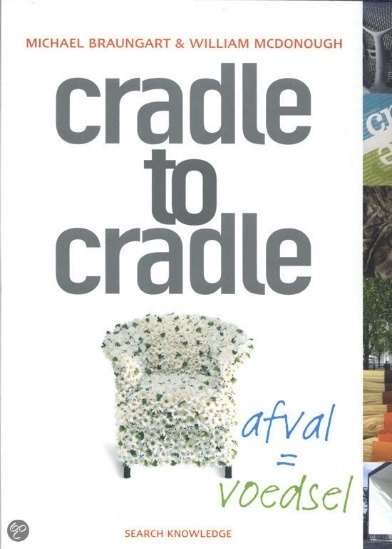 MICHAEL BRAUNGART & WILLIAM MCDONOUGH
cradle
to
cradle
afval
=
voedsel
SEARCH KNOWLEDGE